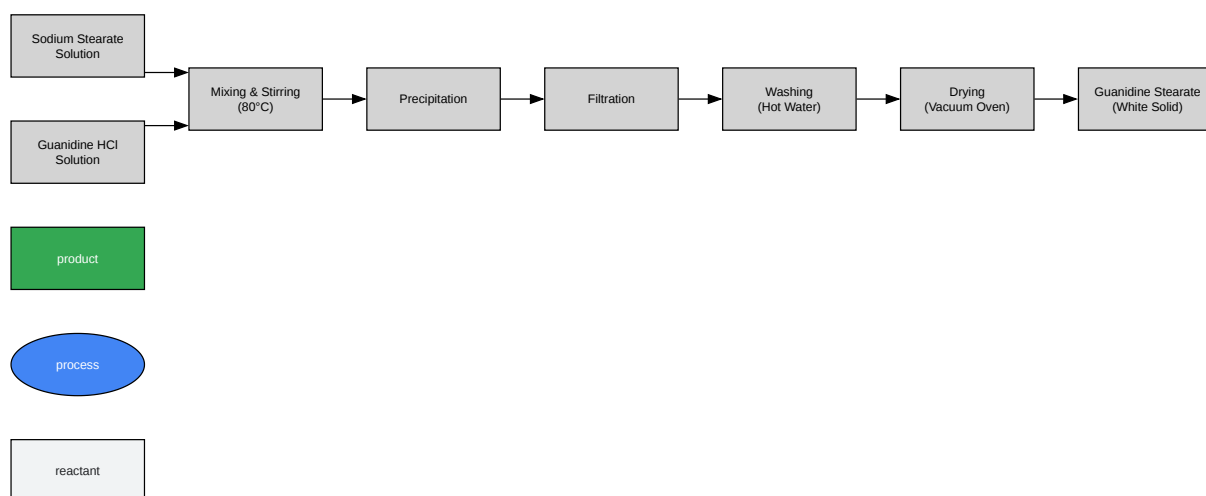 Sodium Stearate
Solution
Guanidine HCl
Solution
Mixing & Stirring
(80°C)
Precipitation
Filtration
Washing
(Hot Water)
Drying
(Vacuum Oven)
Guanidine Stearate
(White Solid)
product
process
reactant